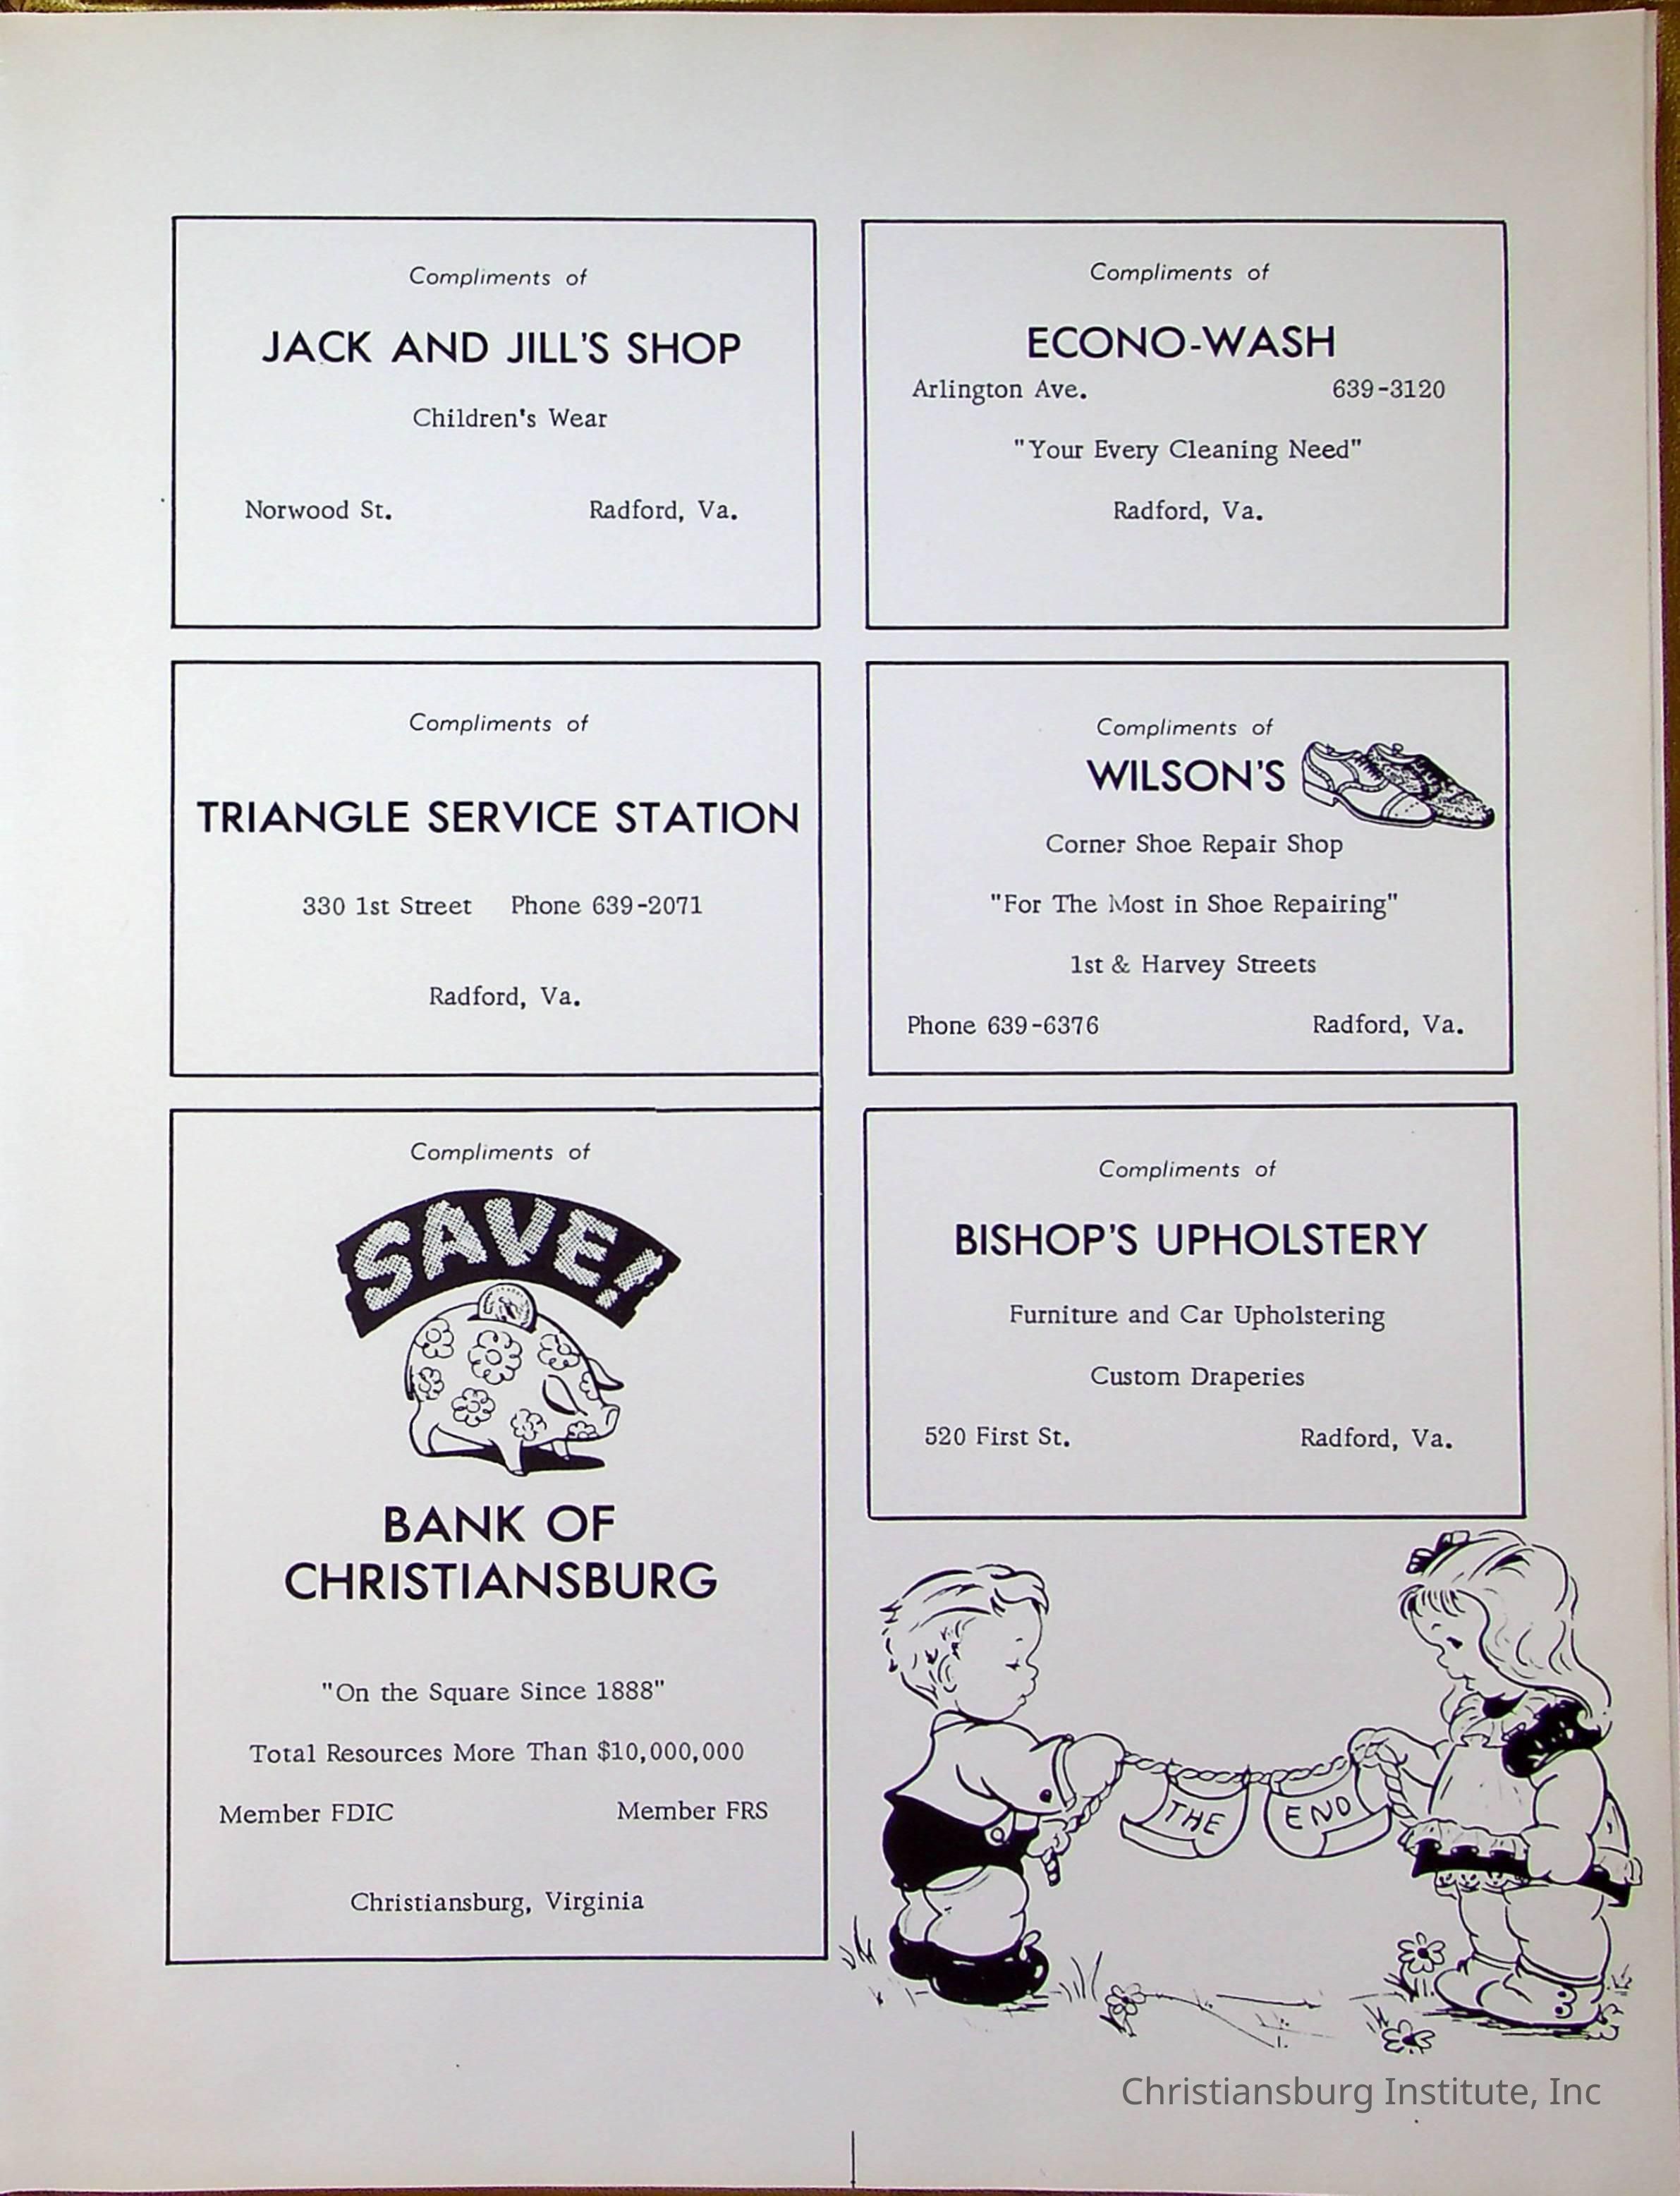 Compliments of
JACK AND JILL'S SHOP
Children's Wear
Norwood St. Radford, Va.
Compliments of
ECONO-WASH
Arlington Ave. 639-3120
"Your Every Cleaning Need"
Radford, Va.
Compliments of
TRIANGLE SERVICE STATION
330 1st Street Phone 639-2071
Radford, Va.
Compliments of
WILSON'S
Corner Shoe Repair Shop
"For The Most in Shoe Repairing"
1st & Harvey Streets
Phone 639-6376 Radford, Va.
Compliments of
SAVE!
BANK OF
CHRISTIANSBURG
"On the Square Since 1888"
Total Resources More Than $10,000,000
Member FDIC Member FRS
Christiansburg, Virginia
Compliments of
BISHOP'S UPHOLSTERY
Furniture and Car Upholstering
Custom Draperies
520 First St. Radford, Va.
THE END
Christiansburg Institute, Inc